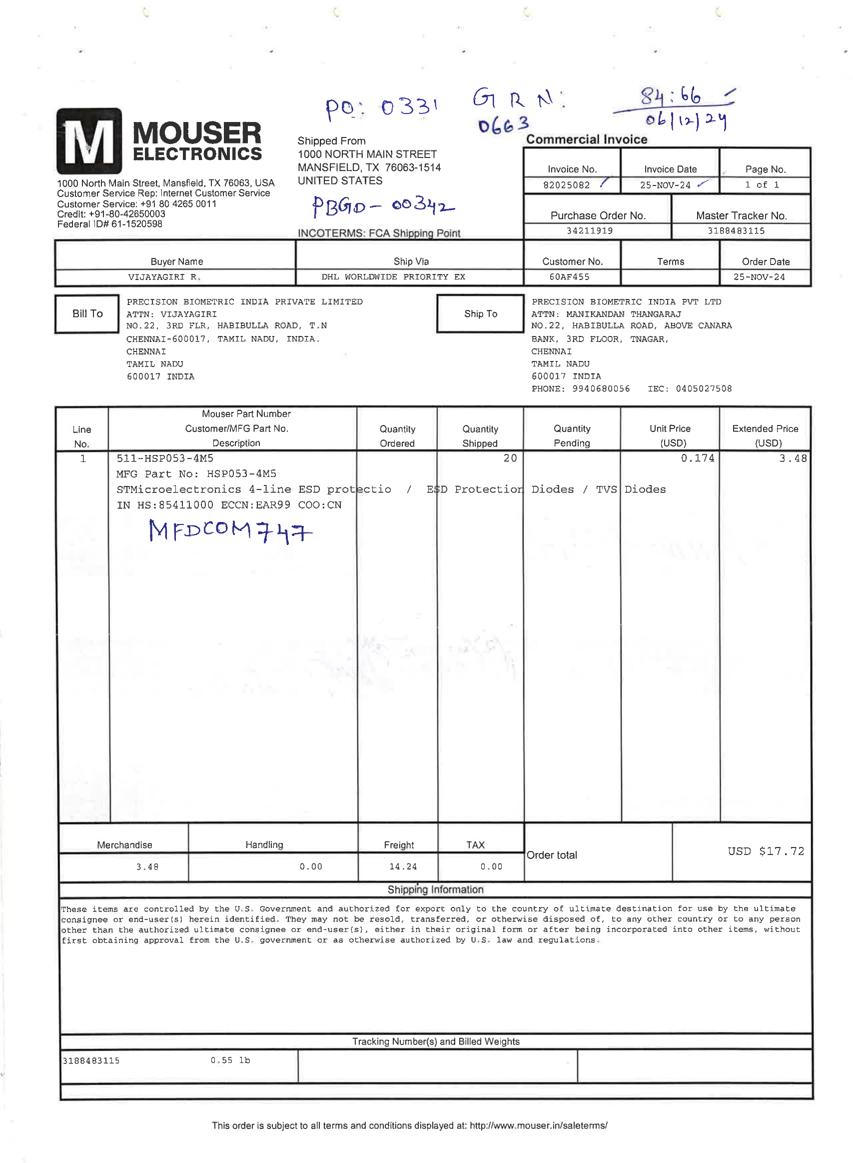 PO: 0331
G R N:
0663
84:66
06/12/24
M MOUSER
ELECTRONICS
1000 North Main Street, Mansfield, TX 76063, USA
Customer Service Rep: Internet Customer Service
Customer Service: +91 80 4265 0011
Credit: +91-80-42650003
Federal ID# 61-1520598
Shipped From
1000 NORTH MAIN STREET
MANSFIELD, TX 76063-1514
UNITED STATES
PBGD-00342
INCOTERMS: FCA Shipping Point
Commercial Invoice
Invoice No. Invoice Date Page No.
82025082 25-NOV-24 1 of 1
Purchase Order No. Master Tracker No.
34211919 3188483115
Buyer Name Ship Via Customer No. Terms Order Date
VIJAYAGIRI R. DHL WORLDWIDE PRIORITY EX 60AF455 25-NOV-24
Bill To
PRECISION BIOMETRIC INDIA PRIVATE LIMITED
ATTN: VIJAYAGIRI
NO.22, 3RD FLR, HABIBULLA ROAD, T.N
CHENNAI-600017, TAMIL NADU, INDIA.
CHENNAI
TAMIL NADU
600017 INDIA
Ship To
PRECISION BIOMETRIC INDIA PVT LTD
ATTN: MANIKANDAN THANGARAJ
NO.22, HABIBULLA ROAD, ABOVE CANARA
BANK, 3RD FLOOR, TNAGAR,
CHENNAI
TAMIL NADU
600017 INDIA
PHONE: 9940680056 IEC: 0405027508
Line No. Mouser Part Number Customer/MFG Part No. Description Quantity Ordered Quantity Shipped Quantity Pending Unit Price (USD) Extended Price (USD)
1 511-HSP053-4M5 20 0.174 3.48
MFG Part No: HSP053-4M5
STMicroelectronics 4-line ESD protectio / ESD Protection Diodes / TVS Diodes
IN HS:85411000 ECCN:EAR99 COO:CN
MFDCOM747
Merchandise Handling Freight TAX
3.48 0.00 14.24 0.00
Order total USD $17.72
Shipping Information
These items are controlled by the U.S. Government and authorized for export only to the country of ultimate destination for use by the ultimate
consignee or end-user(s) herein identified. They may not be resold, transferred, or otherwise disposed of, to any other country or to any person
other than the authorized ultimate consignee or end-user(s), either in their original form or after being incorporated into other items, without
first obtaining approval from the U.S. government or as otherwise authorized by U.S. law and regulations.
Tracking Number(s) and Billed Weights
3188483115 0.55 lb
This order is subject to all terms and conditions displayed at: http://www.mouser.in/saleterms/